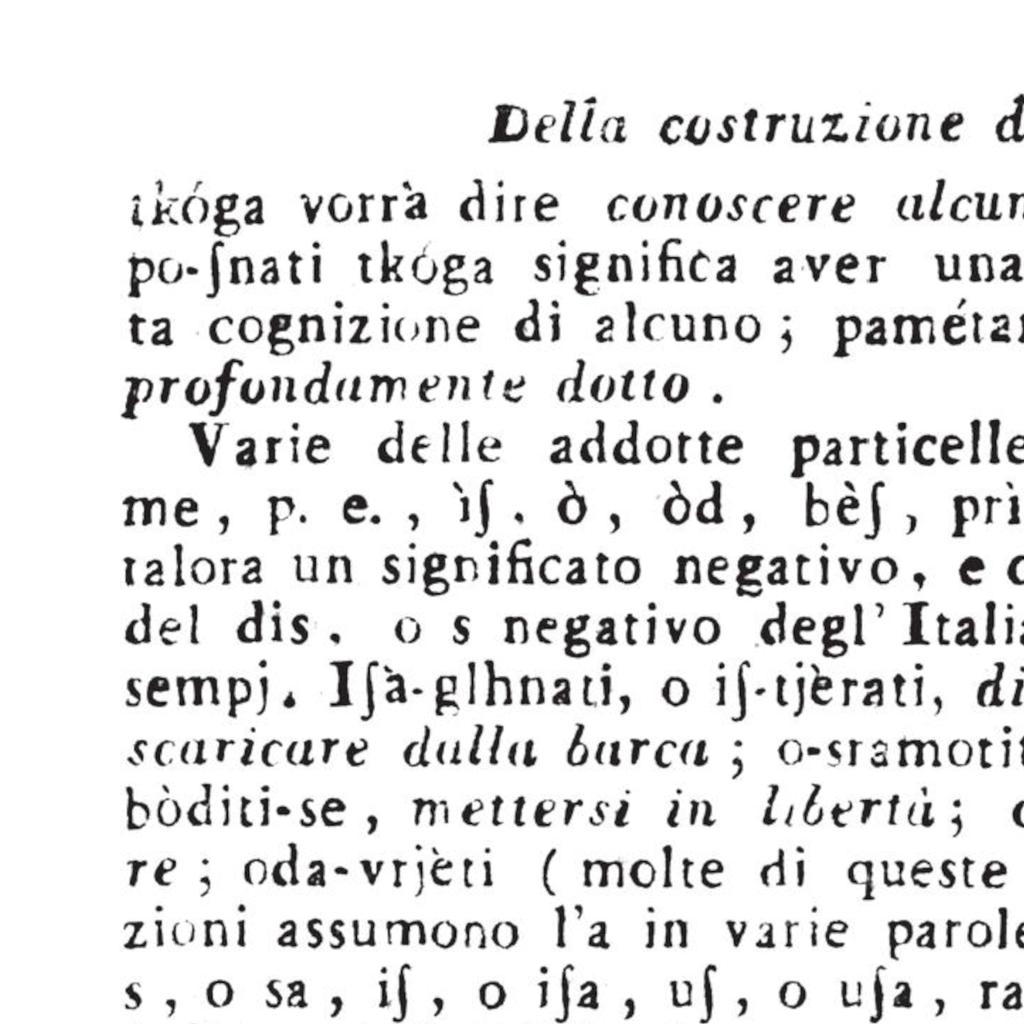 Della costruzione d
tkóga vorrà dire conoscere alcun
po-ſnati tkóga significa aver una
ta cognizione di alcuno; pamétar
profondamente dotto.
Varie delle addotte particelle
me, p. e., ìſ. ò, òd, bèſ, prì
talora un significato negativo, e c
del dis. o s negativo degl' Italia
sempj. Iſà-glhnati, o iſ-tjèrati, di
scaricare dalla barca; o-sramotit
bòditi-se, mettersi in libertà; o
re; oda-vrjèti (molte di queste
zioni assumono l'a in varie parole
s, o sa, iſ, o iſa, uſ, o uſa, ra